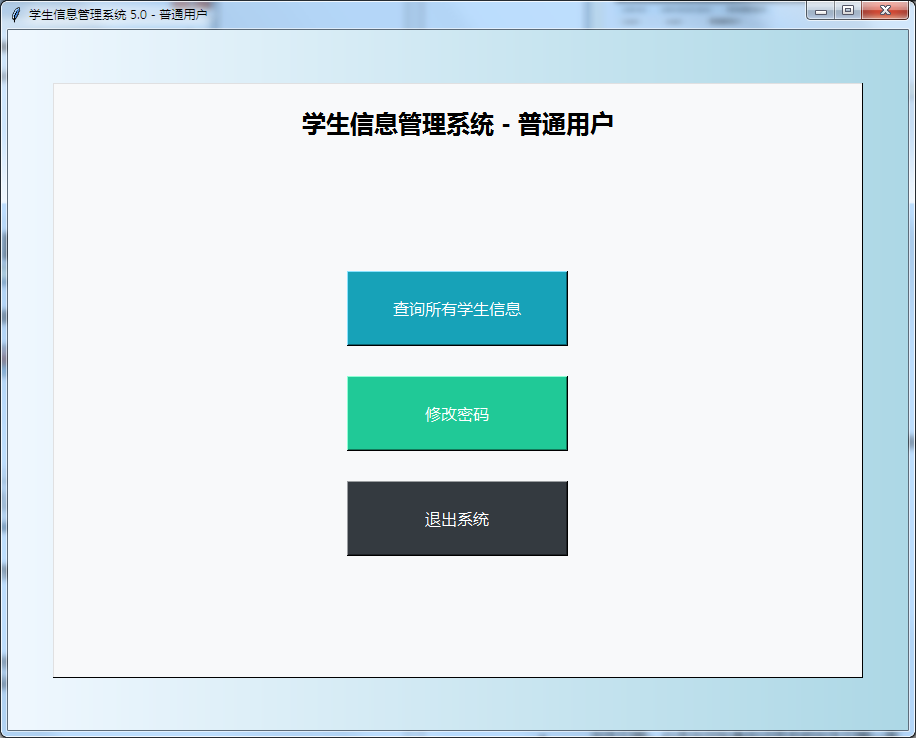 学生信息管理系统 5.0 - 普通用户
学生信息管理系统 - 普通用户
查询所有学生信息
修改密码
退出系统